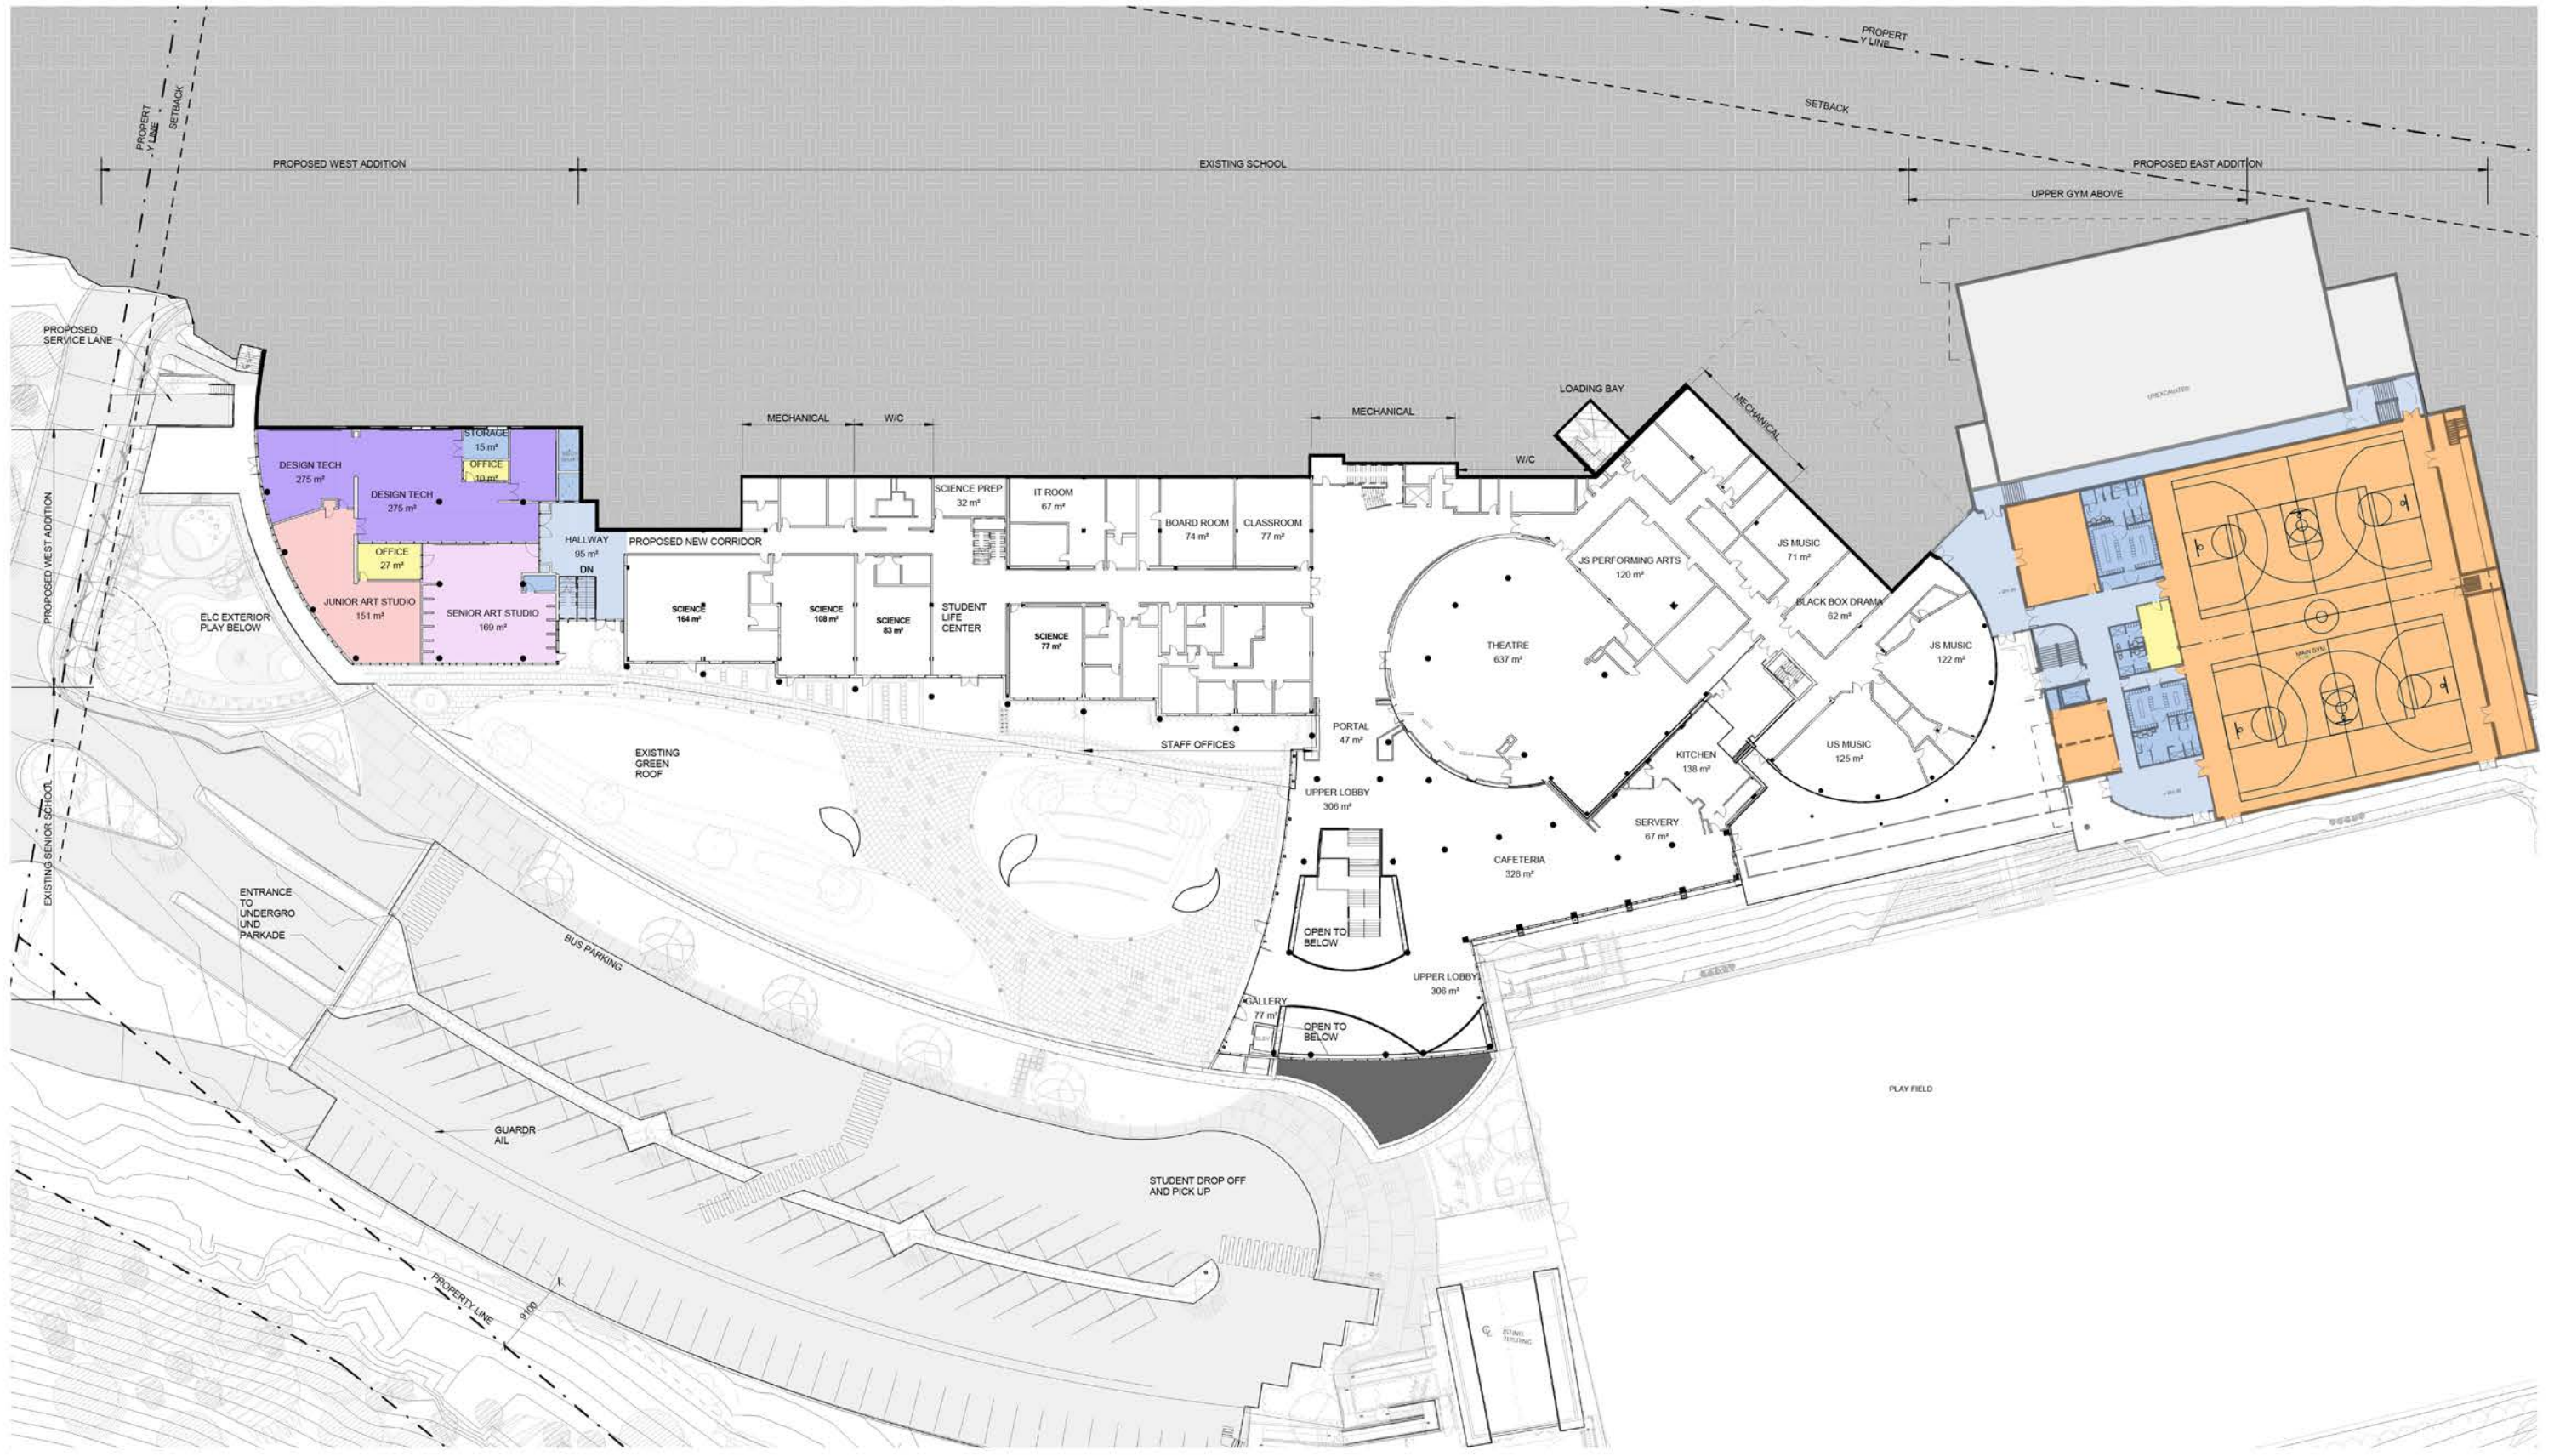 PROPERT
Y LINE
SETBACK
PROPERT
Y LINE
SETBACK
PROPOSED WEST ADDITION
EXISTING SCHOOL
PROPOSED EAST ADDITION
UPPER GYM ABOVE
PROPOSED
SERVICE LANE
UNEXCAVATED
LOADING BAY
MECHANICAL
W/C
MECHANICAL
MECHANICAL
W/C
STORAGE
15 m²
OFFICE
10 m²
DESIGN TECH
275 m²
DESIGN TECH
275 m²
PROPOSED WEST ADDITION
SCIENCE PREP
32 m²
IT ROOM
67 m²
BOARD ROOM
74 m²
CLASSROOM
77 m²
HALLWAY
95 m²
DN
PROPOSED NEW CORRIDOR
OFFICE
27 m²
JUNIOR ART STUDIO
151 m²
SENIOR ART STUDIO
169 m²
ELC EXTERIOR
PLAY BELOW
SCIENCE
164 m²
SCIENCE
108 m²
SCIENCE
83 m²
STUDENT
LIFE
CENTER
SCIENCE
77 m²
JS PERFORMING ARTS
120 m²
JS MUSIC
71 m²
BLACK BOX DRAMA
62 m²
JS MUSIC
122 m²
THEATRE
637 m²
MAIN GYM
PORTAL
47 m²
STAFF OFFICES
EXISTING
GREEN
ROOF
KITCHEN
138 m²
US MUSIC
125 m²
UPPER LOBBY
306 m²
SERVERY
67 m²
CAFETERIA
328 m²
EXISTING SENIOR SCHOOL
ENTRANCE
TO
UNDERGRO
UND
PARKADE
BUS PARKING
OPEN TO
BELOW
UPPER LOBBY
306 m²
GALLERY
77 m²
OPEN TO
BELOW
PLAY FIELD
GUARDR
AIL
STUDENT DROP OFF
AND PICK UP
PROPERTY LINE
9100